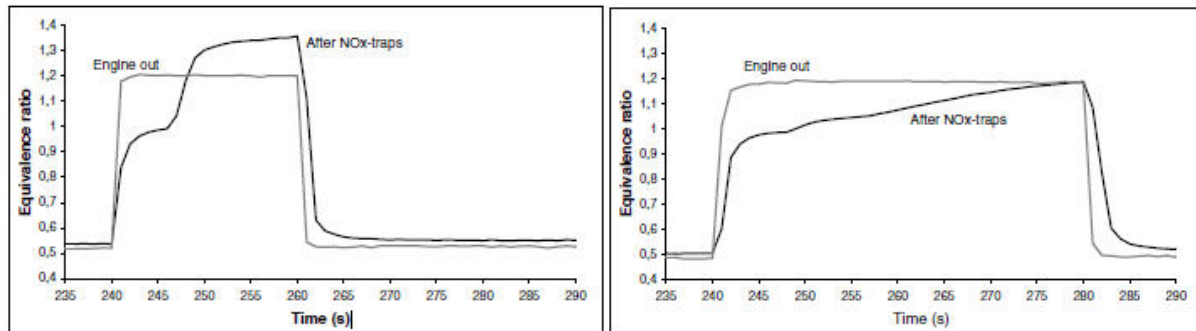 1,4
1,3
1,2
1,1
1
0,9
0,8
0,7
0,6
0,5
0,4
Equivalence ratio
Engine out
After NOx-traps
235 240 245 250 255 260 265 270 275 280 285 290
Time (s)
1,4
1,3
1,2
1,1
1
0,9
0,8
0,7
0,6
0,5
0,4
Equivalence ratio
Engine out
After NOx-traps
235 240 245 250 255 260 265 270 275 280 285 290
Time (s)